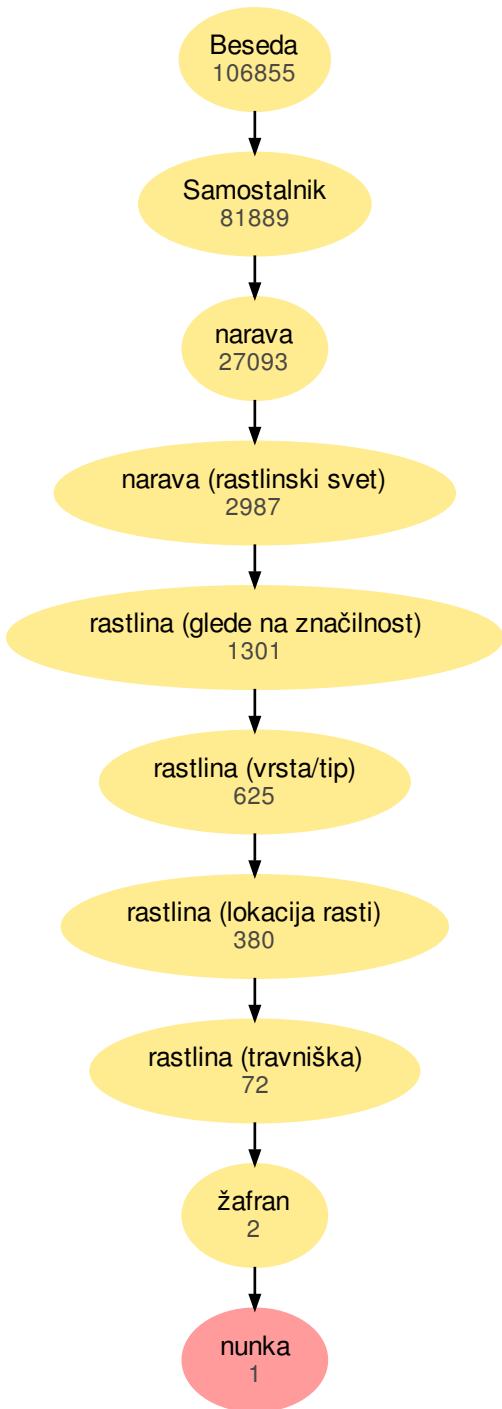 Beseda
106855
Samostalnik
81889
narava
27093
narava (rastlinski svet)
2987
rastlina (glede na značilnost)
1301
rastlina (vrsta/tip)
625
rastlina (lokacija rasti)
380
rastlina (travniška)
72
žafran
2
nunka
1